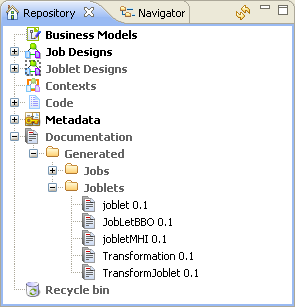 Repository Navigator
Business Models
Job Designs
Joblet Designs
Contexts
Code
Metadata
Documentation
Generated
Jobs
Joblets
joblet 0.1
JobLetBBO 0.1
jobletMHI 0.1
Transformation 0.1
TransformJoblet 0.1
Recycle bin